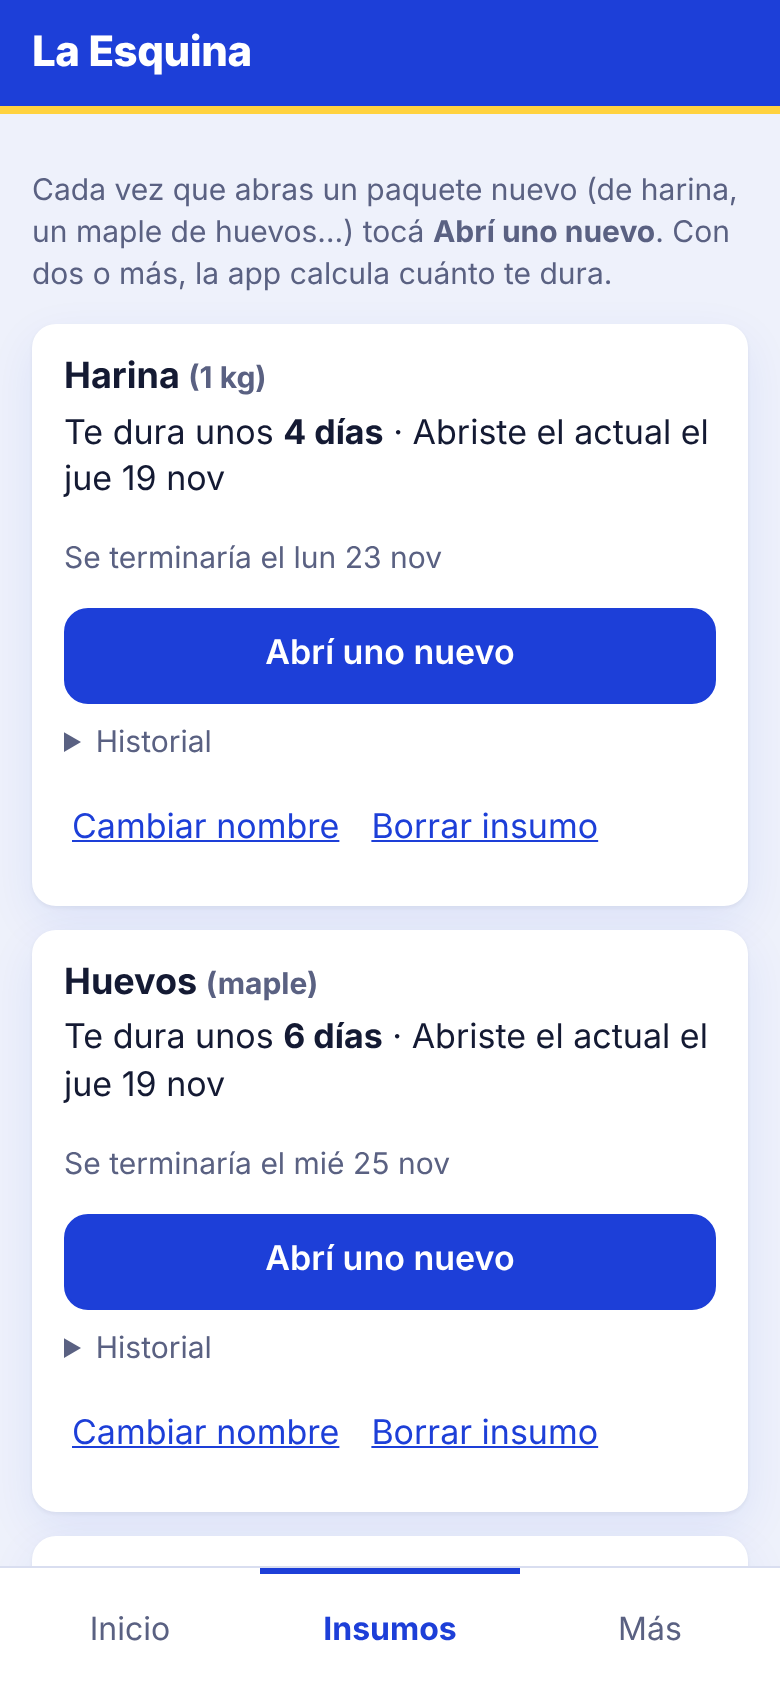 La Esquina
Cada vez que abras un paquete nuevo (de harina,
un maple de huevos...) tocá Abrí uno nuevo. Con
dos o más, la app calcula cuánto te dura.
Harina (1 kg)
Te dura unos 4 días · Abriste el actual el
jue 19 nov
Se terminaría el lun 23 nov
Abrí uno nuevo
Historial
Cambiar nombre Borrar insumo
Huevos (maple)
Te dura unos 6 días · Abriste el actual el
jue 19 nov
Se terminaría el mié 25 nov
Abrí uno nuevo
Historial
Cambiar nombre Borrar insumo
Inicio Insumos Más